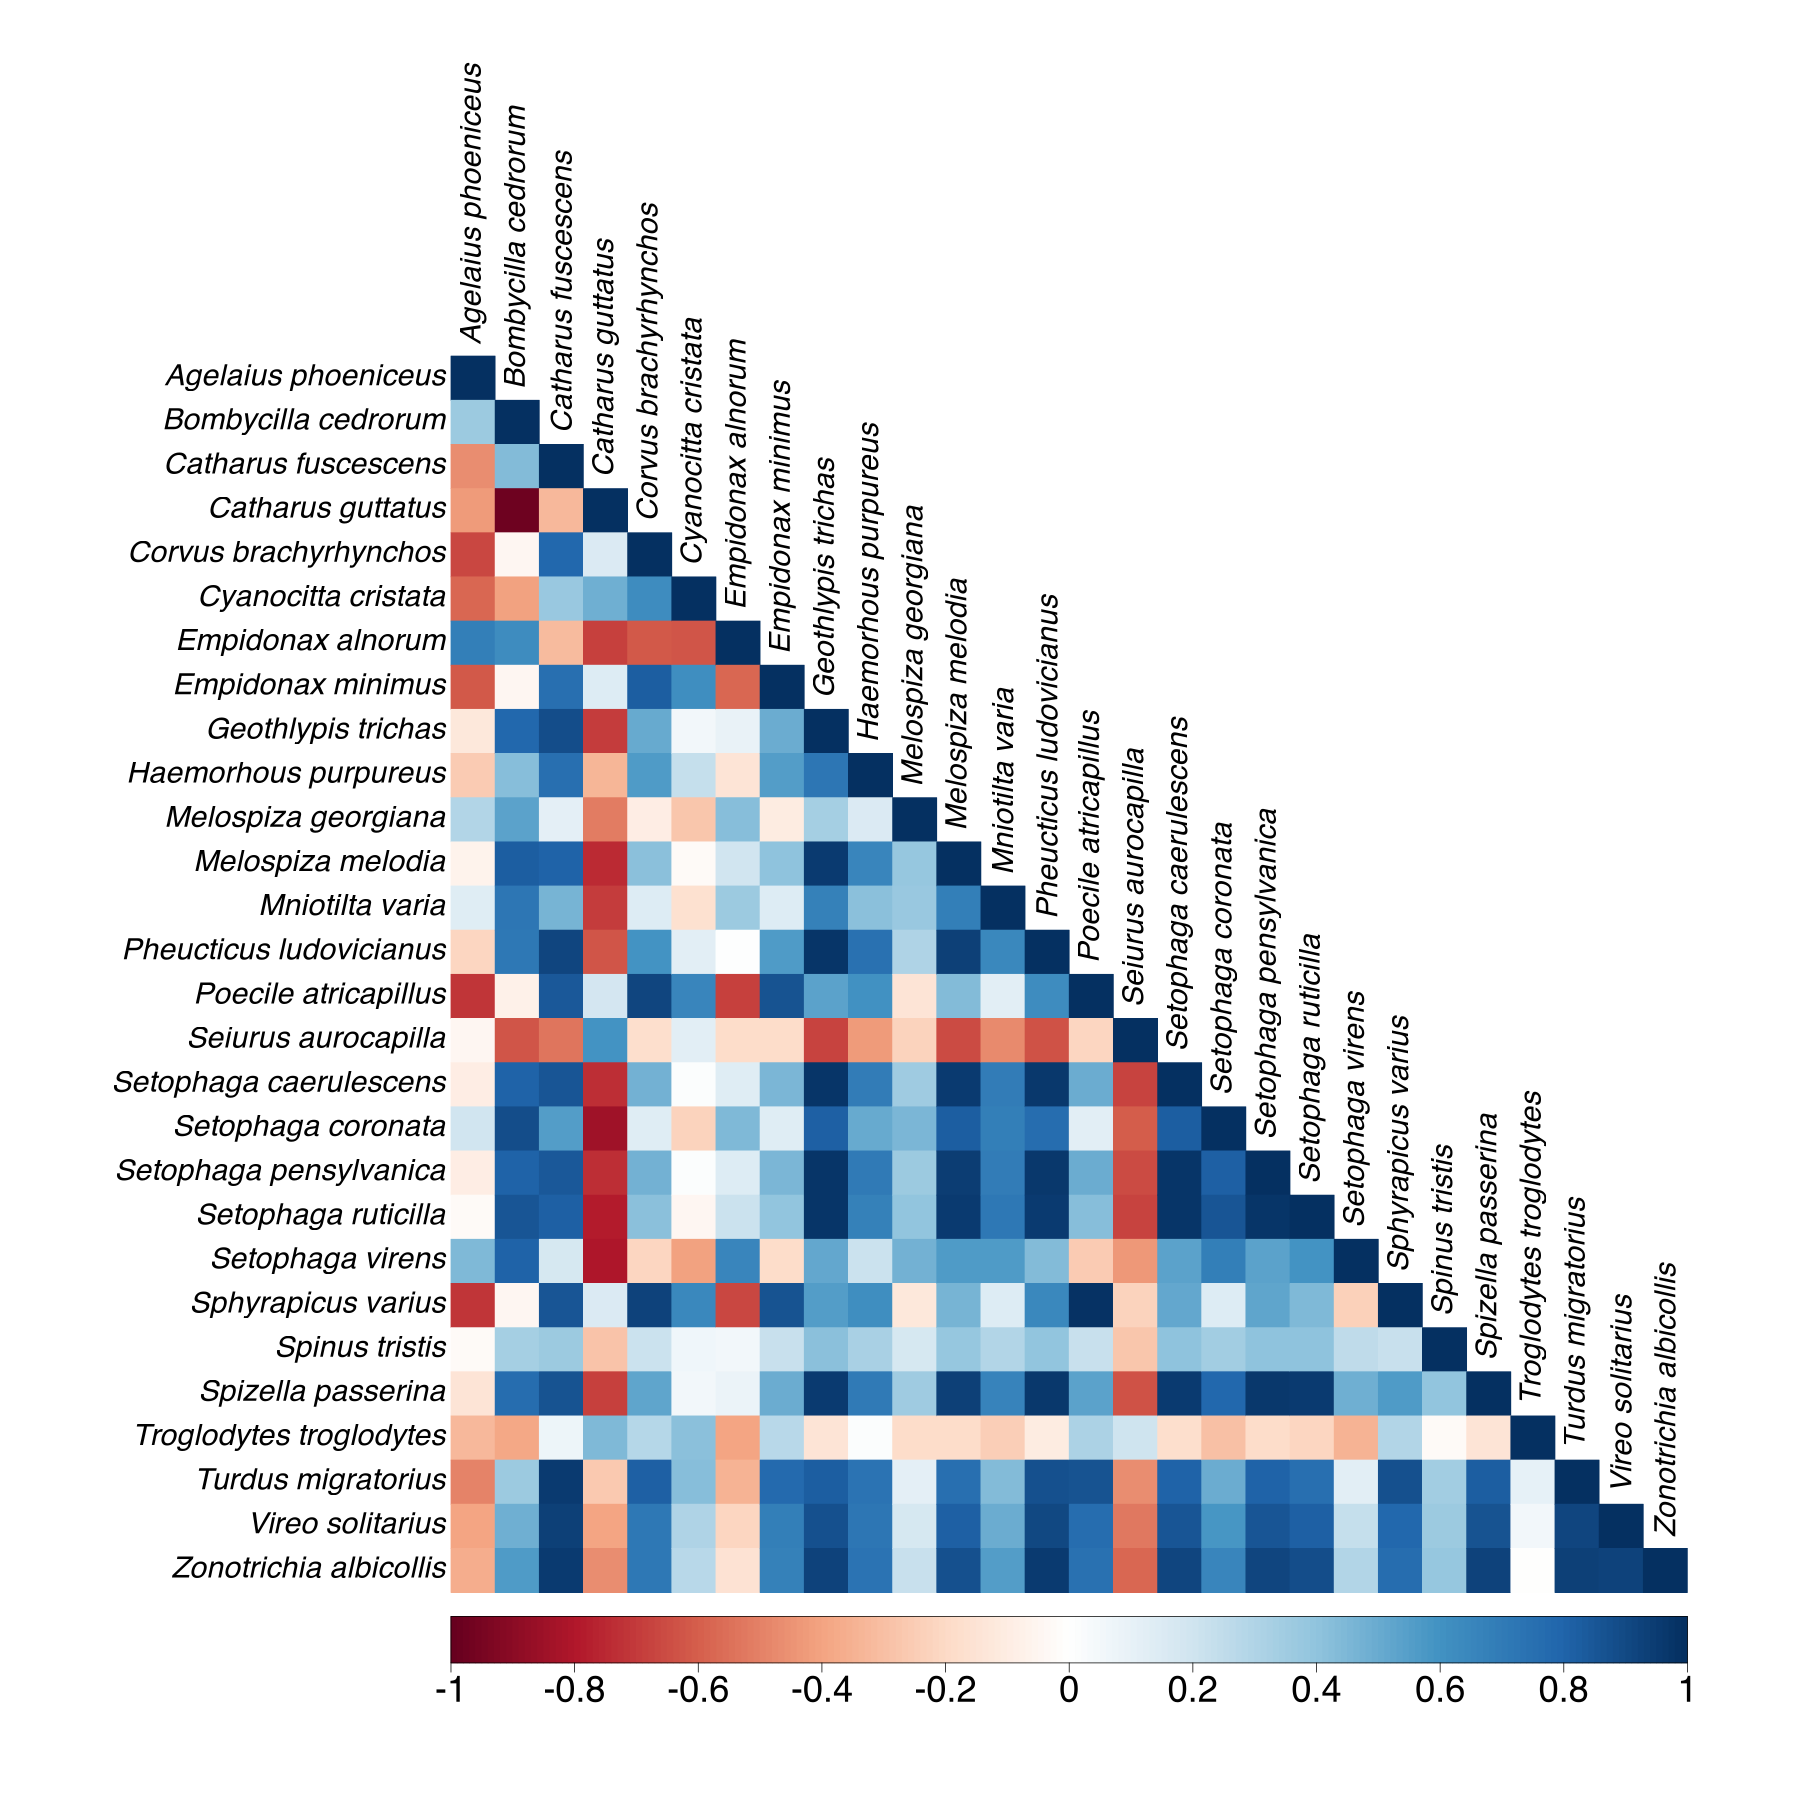 Agelaius phoeniceus
Bombycilla cedrorum
Catharus fuscescens
Catharus guttatus
Corvus brachyrhynchos
Cyanocitta cristata
Empidonax alnorum
Empidonax minimus
Geothlypis trichas
Haemorhous purpureus
Melospiza georgiana
Melospiza melodia
Mniotilta varia
Pheucticus ludovicianus
Poecile atricapillus
Seiurus aurocapilla
Setophaga caerulescens
Setophaga coronata
Setophaga pensylvanica
Setophaga ruticilla
Setophaga virens
Sphyrapicus varius
Spinus tristis
Spizella passerina
Troglodytes troglodytes
Turdus migratorius
Vireo solitarius
Zonotrichia albicollis
Agelaius phoeniceus
Bombycilla cedrorum
Catharus fuscescens
Catharus guttatus
Corvus brachyrhynchos
Cyanocitta cristata
Empidonax alnorum
Empidonax minimus
Geothlypis trichas
Haemorhous purpureus
Melospiza georgiana
Melospiza melodia
Mniotilta varia
Pheucticus ludovicianus
Poecile atricapillus
Seiurus aurocapilla
Setophaga caerulescens
Setophaga coronata
Setophaga pensylvanica
Setophaga ruticilla
Setophaga virens
Sphyrapicus varius
Spinus tristis
Spizella passerina
Troglodytes troglodytes
Turdus migratorius
Vireo solitarius
Zonotrichia albicollis
-1 -0.8 -0.6 -0.4 -0.2 0 0.2 0.4 0.6 0.8 1